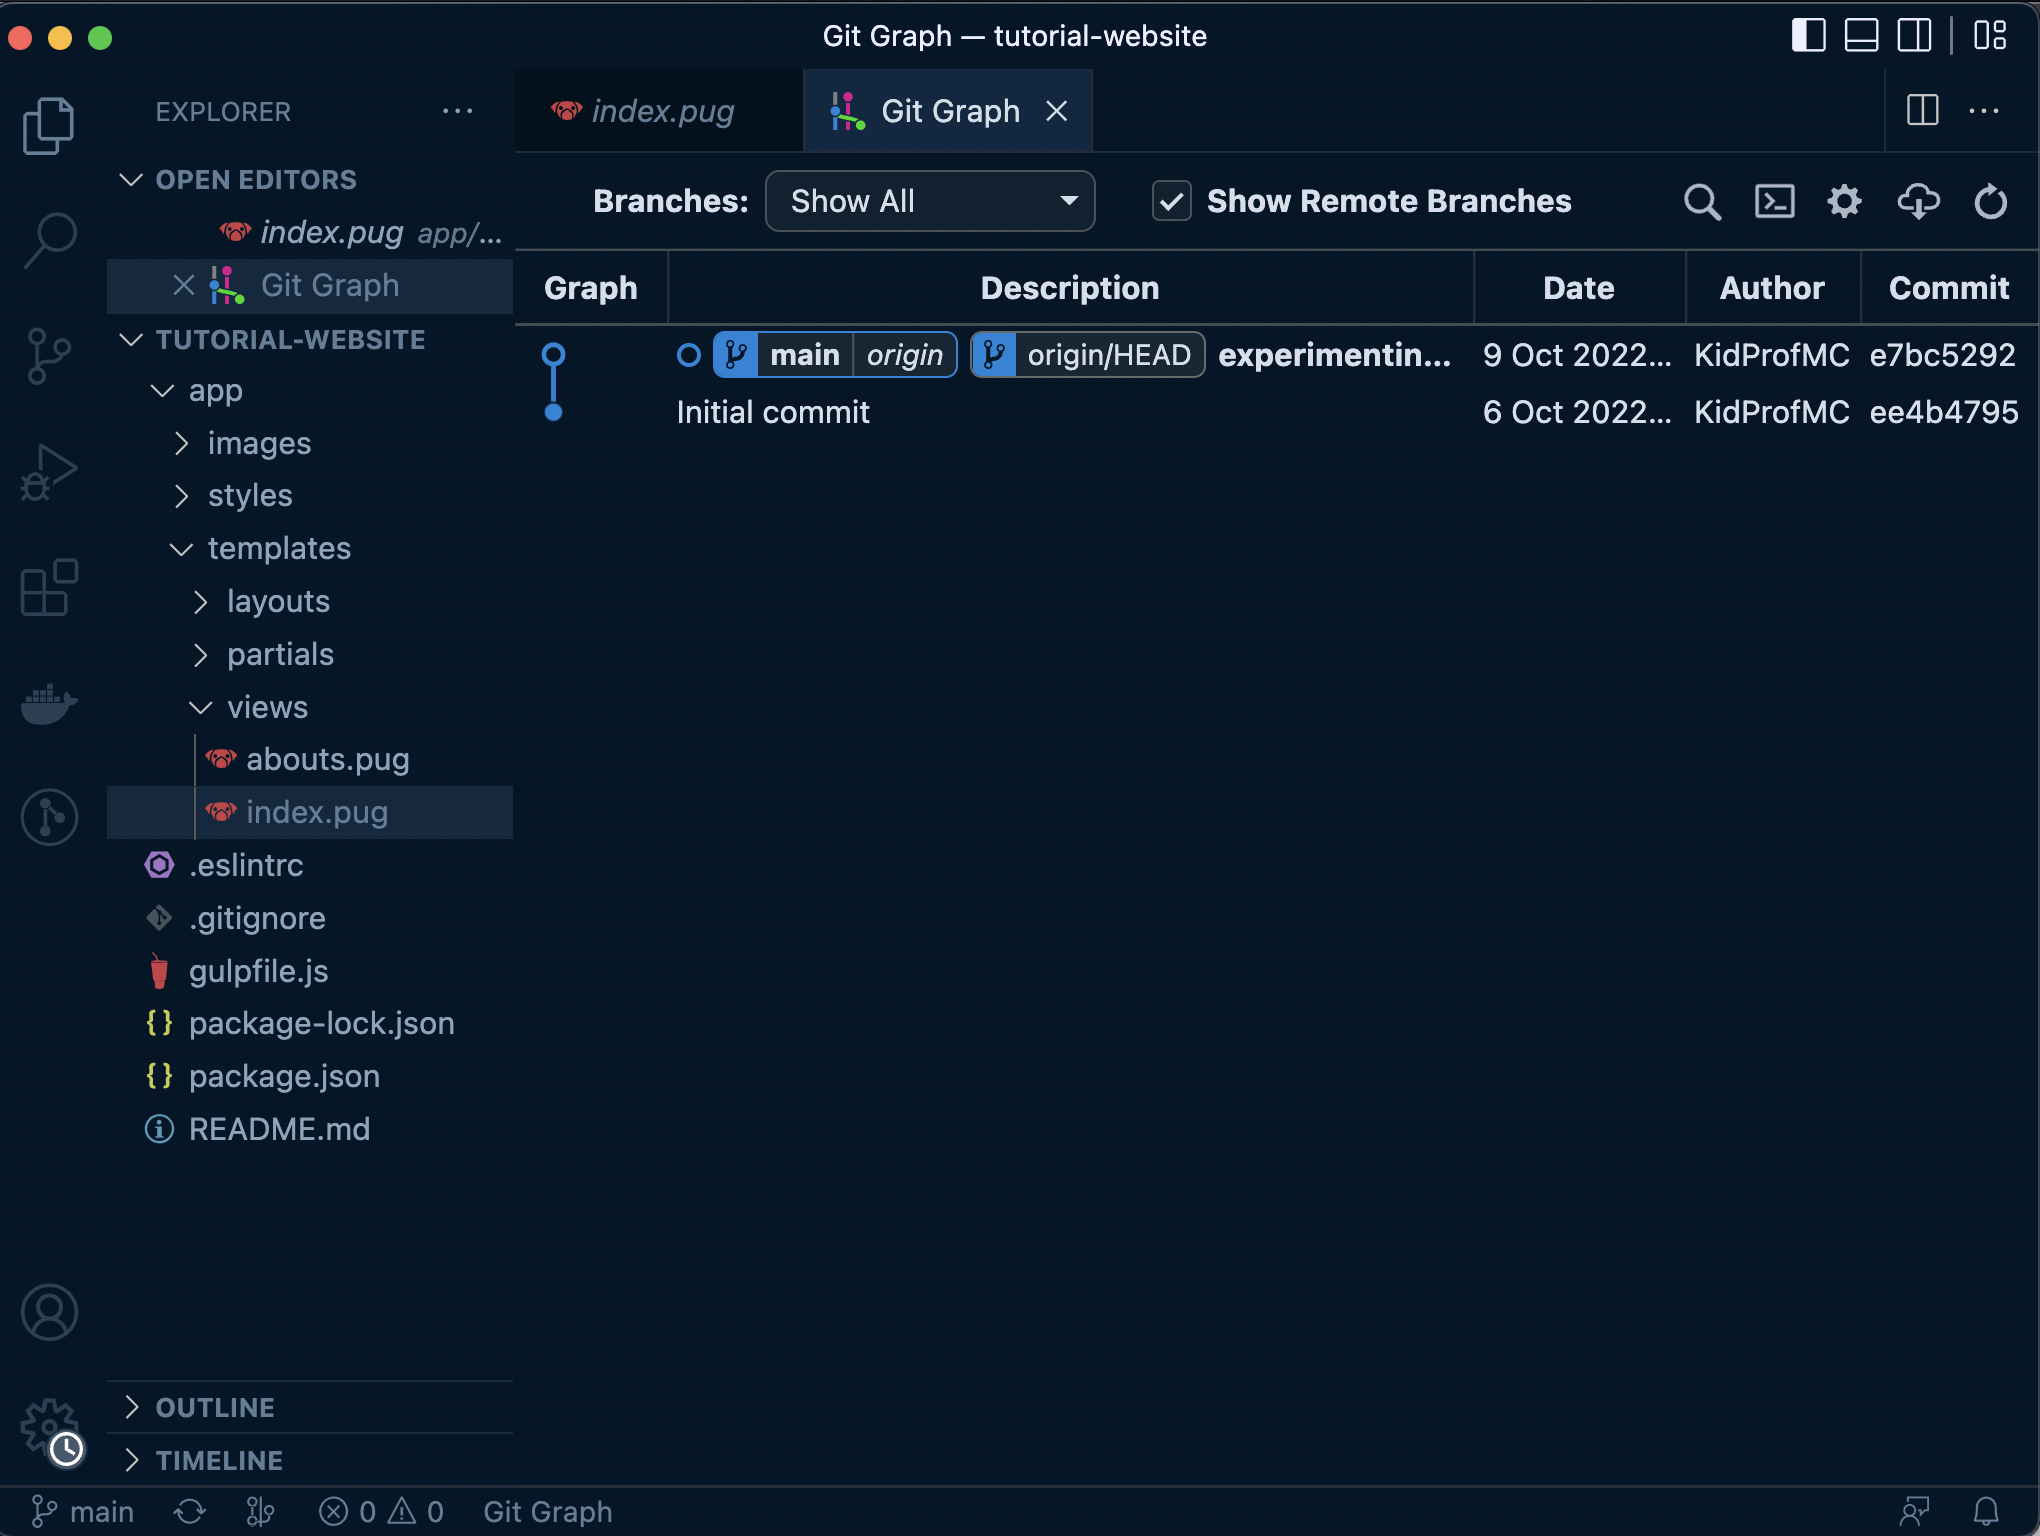 Git Graph — tutorial-website
EXPLORER
OPEN EDITORS
index.pug app/...
Git Graph
TUTORIAL-WEBSITE
app
images
styles
templates
layouts
partials
views
abouts.pug
index.pug
.eslintrc
.gitignore
gulpfile.js
{} package-lock.json
{} package.json
README.md
OUTLINE
TIMELINE
index.pug
Git Graph
Branches: Show All Show Remote Branches
Graph Description Date Author Commit
main origin origin/HEAD experimentin... 9 Oct 2022... KidProfMC e7bc5292
Initial commit 6 Oct 2022... KidProfMC ee4b4795
main 0 0 Git Graph